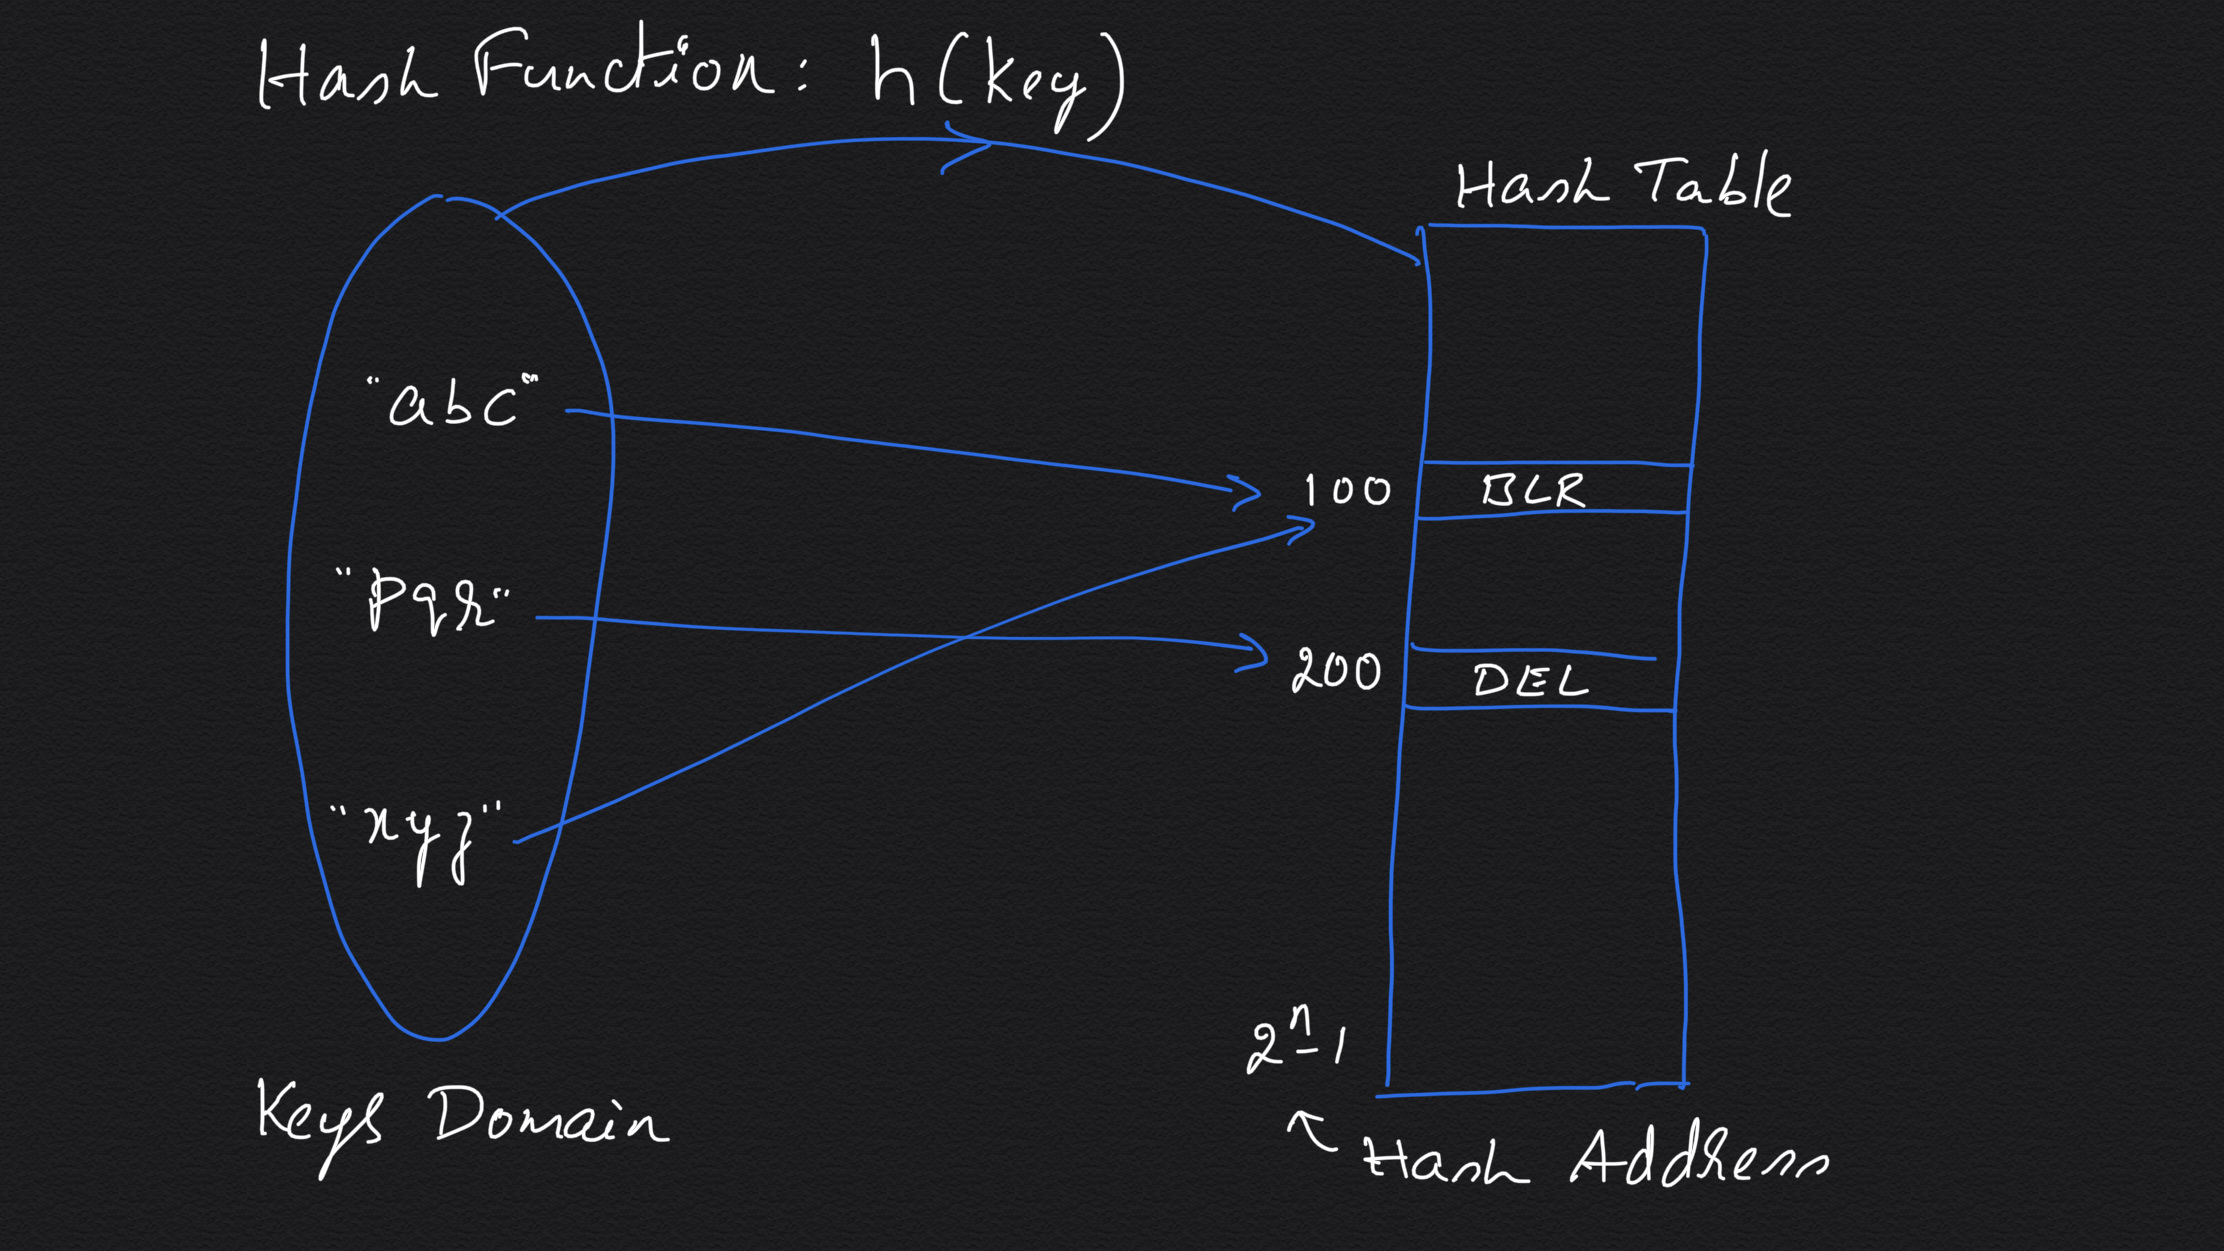 Hash Function: h(key)
Hash Table
"abc"
100 BLR
"pqr"
200 DEL
"xyz"
2ⁿ-1
Keys Domain
Hash Address